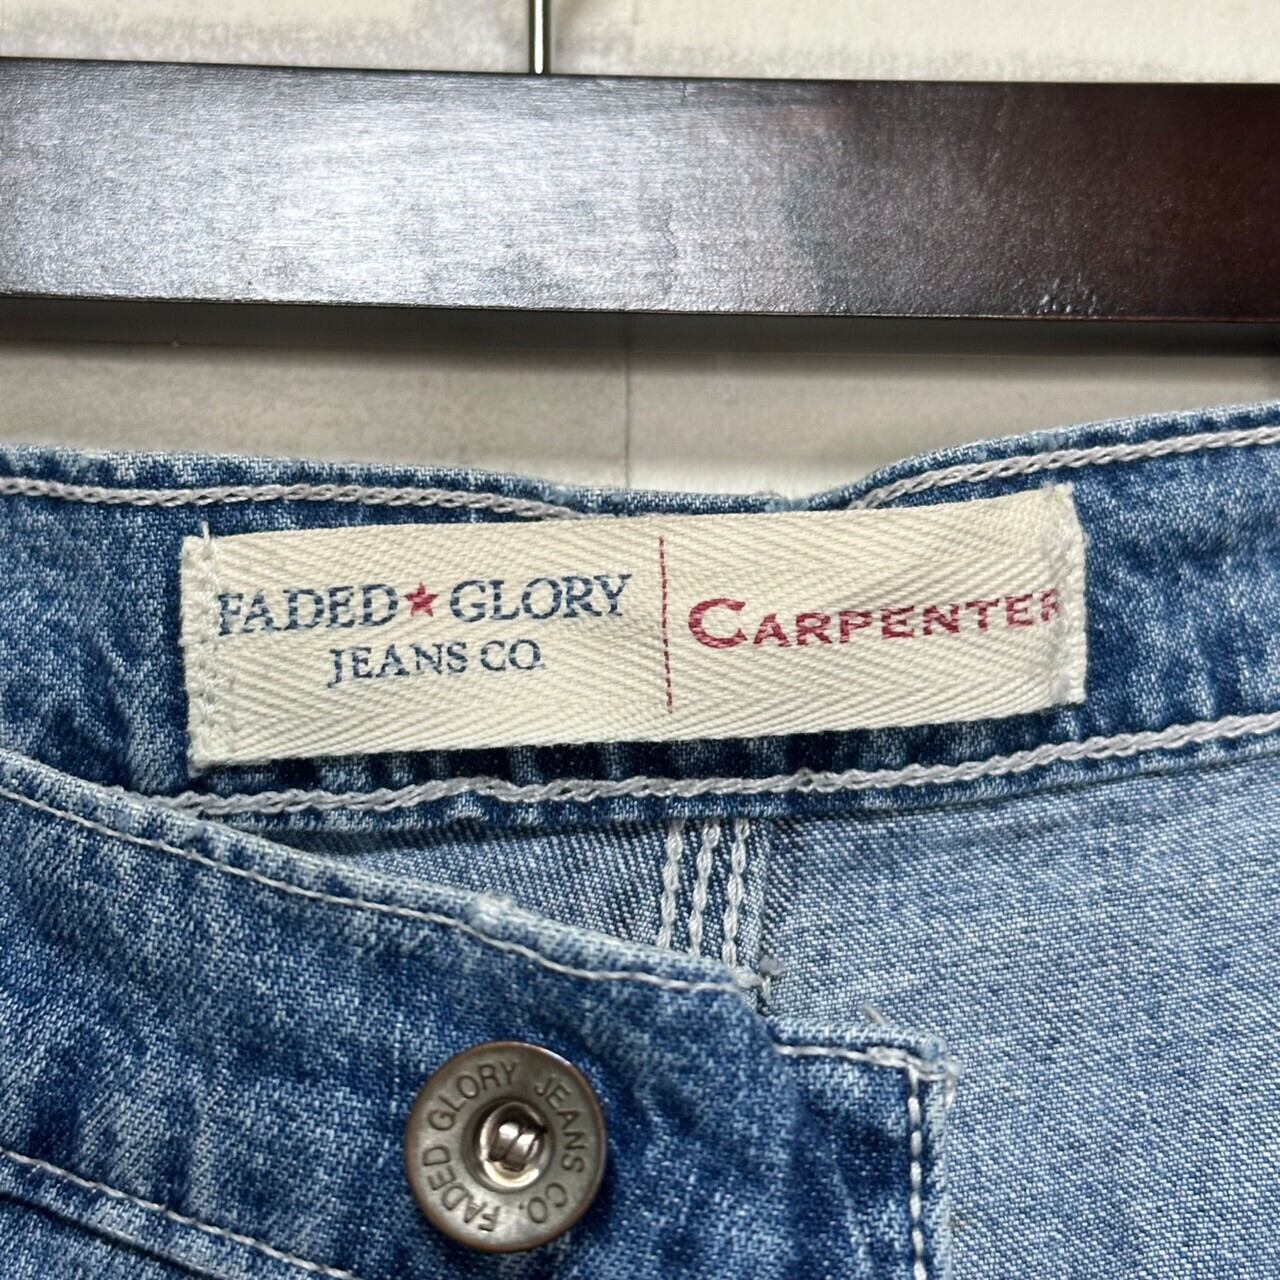 FADED★GLORY
JEANS CO.
CARPENTER
FADED GLORY JEANS CO.